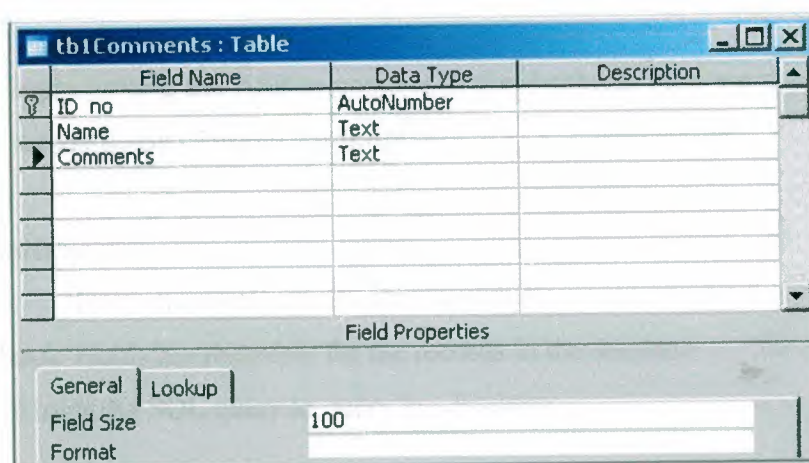 tb1Comments : Table
Field Name Data Type Description
ID no AutoNumber
Name Text
Comments Text
Field Properties
General Lookup
Field Size 100
Format